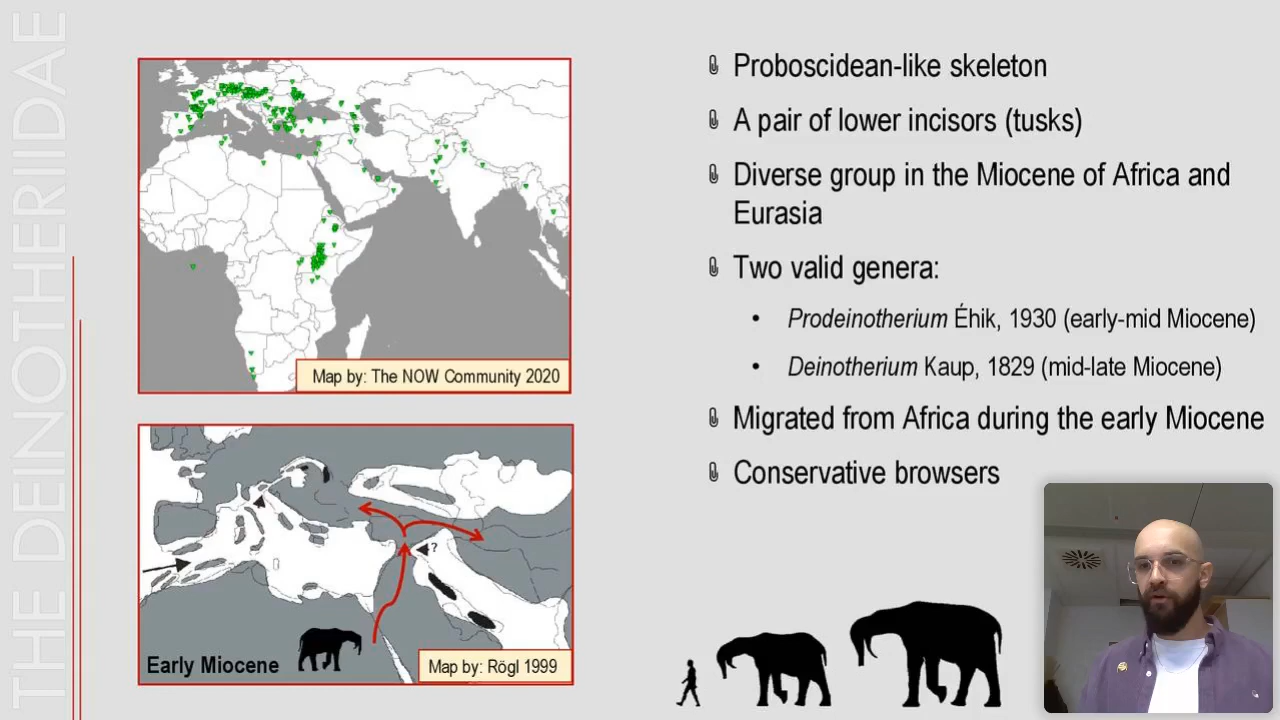 THE DEINOTHERIIDAE
Map by: The NOW Community 2020
?
Early Miocene
Map by: Rögl 1999
Proboscidean-like skeleton
A pair of lower incisors (tusks)
Diverse group in the Miocene of Africa and
Eurasia
Two valid genera:
• Prodeinotherium Éhik, 1930 (early-mid Miocene)
• Deinotherium Kaup, 1829 (mid-late Miocene)
Migrated from Africa during the early Miocene
Conservative browsers